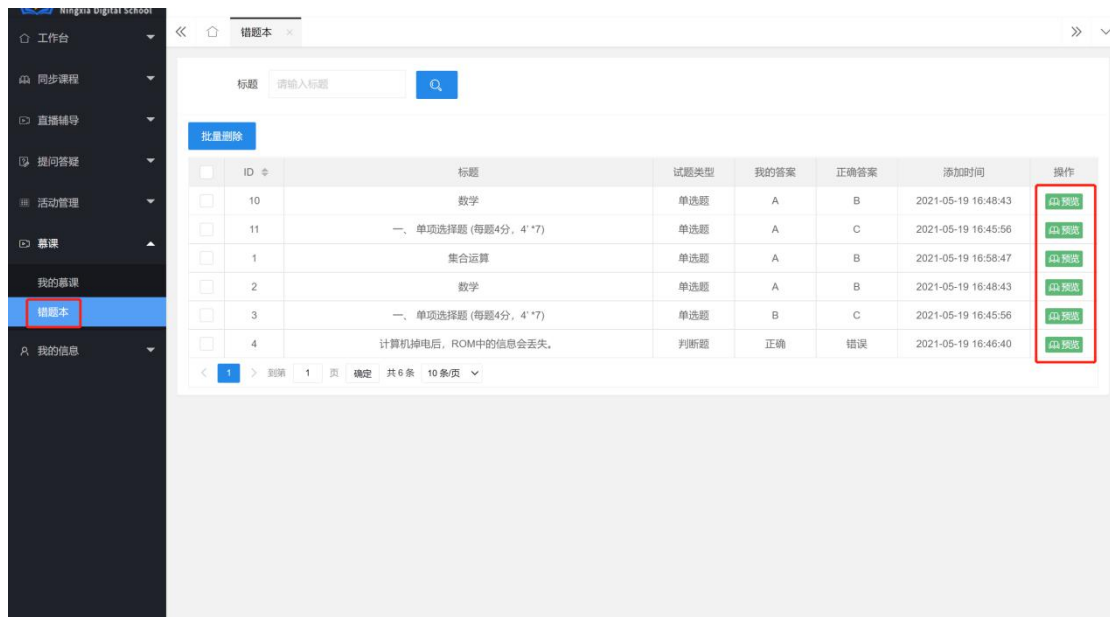 Ningxia Digital School
工作台
同步课程
直播辅导
提问答疑
活动管理
慕课
我的慕课
错题本
我的信息
错题本
标题 请输入标题
批量删除
ID 标题 试题类型 我的答案 正确答案 添加时间 操作
10 数学 单选题 A B 2021-05-19 16:48:43 预览
11 一、单项选择题 (每题4分，4'*7) 单选题 A C 2021-05-19 16:45:56 预览
1 集合运算 单选题 A B 2021-05-19 16:58:47 预览
2 数学 单选题 A B 2021-05-19 16:48:43 预览
3 一、单项选择题 (每题4分，4'*7) 单选题 B C 2021-05-19 16:45:56 预览
4 计算机掉电后，ROM中的信息会丢失。 判断题 正确 错误 2021-05-19 16:46:40 预览
1 到第 1 页 确定 共 6 条 10 条/页